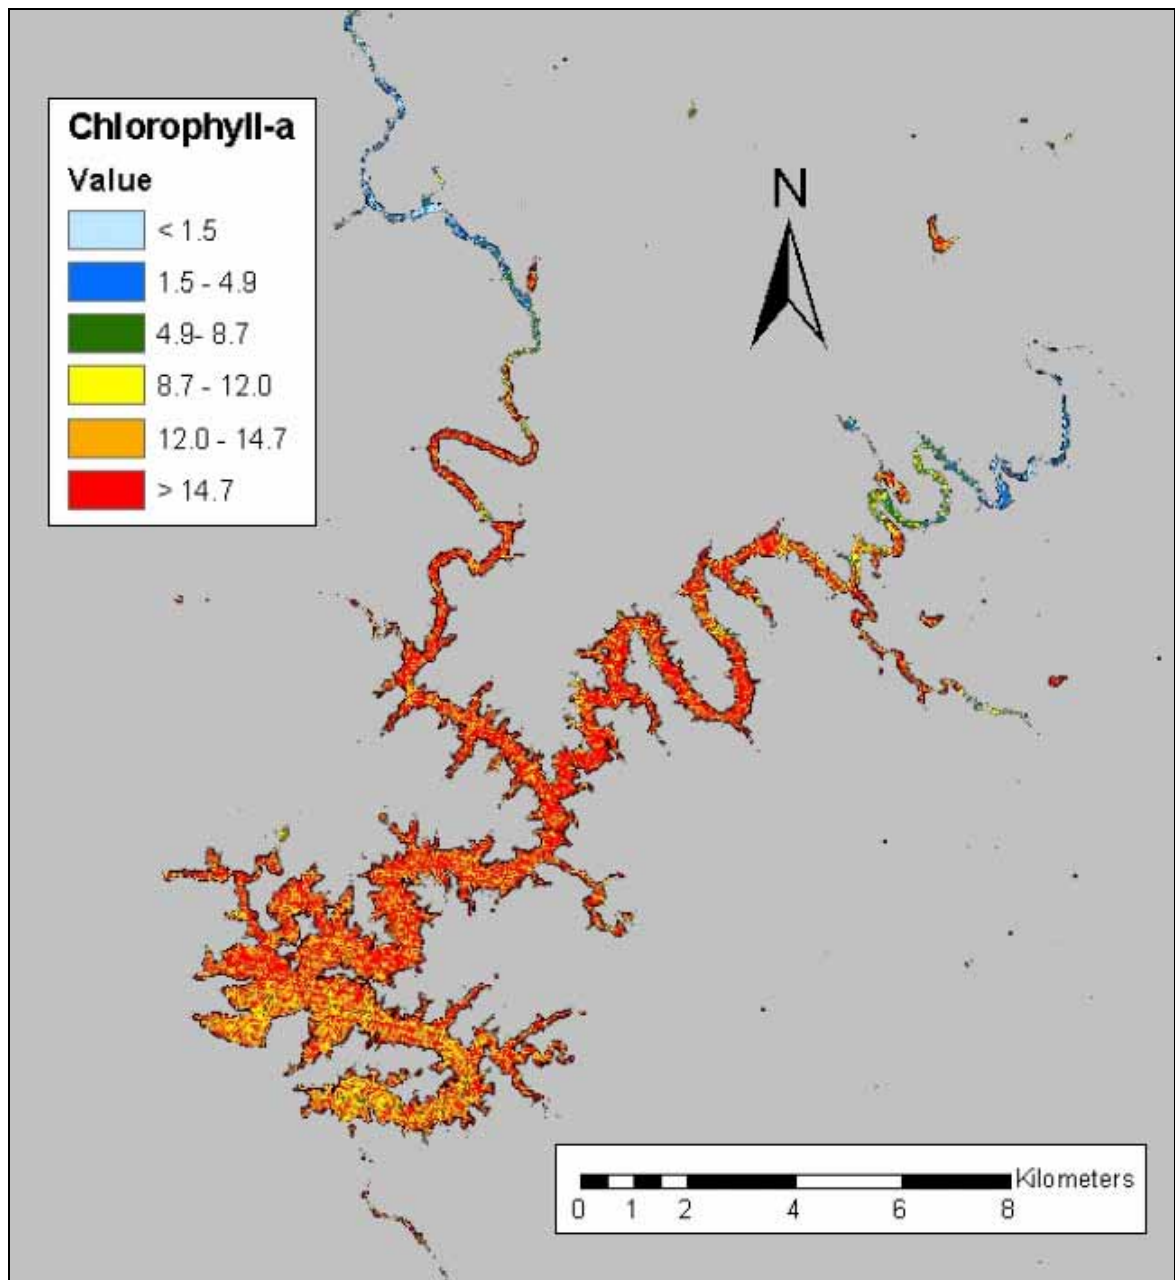 Chlorophyll-a
Value
< 1.5
1.5 - 4.9
4.9- 8.7
8.7 - 12.0
12.0 - 14.7
> 14.7
N
Kilometers
0 1 2 4 6 8